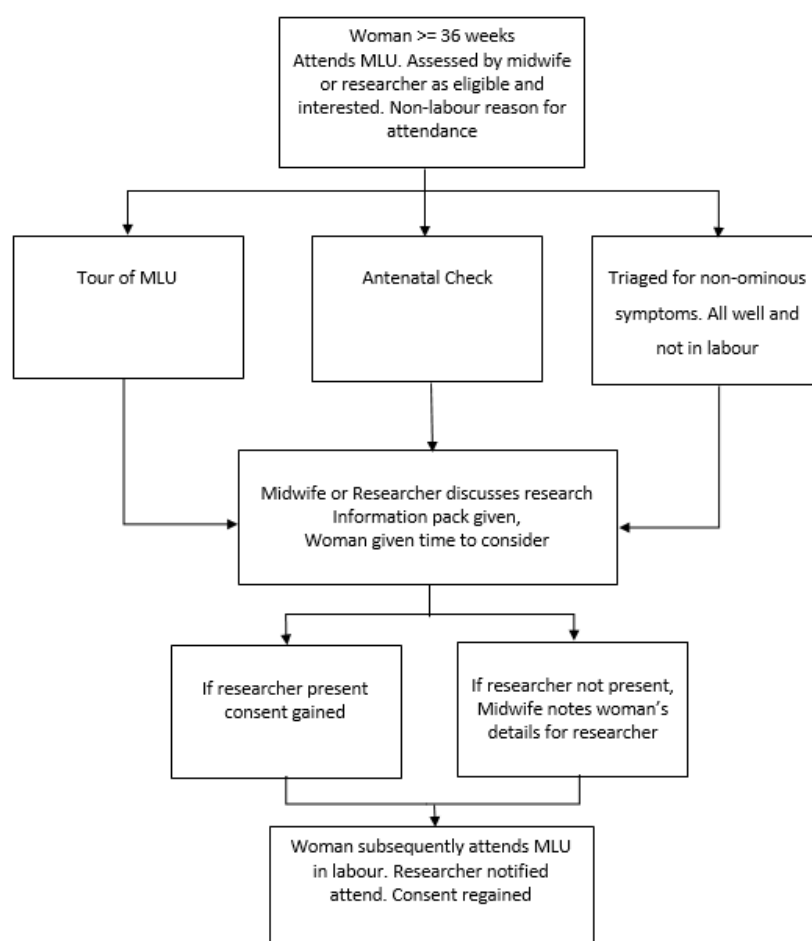 Woman >= 36 weeks
Attends MLU. Assessed by midwife
or researcher as eligible and
interested. Non-labour reason for
attendance
Tour of MLU
Antenatal Check
Triaged for non-ominous
symptoms. All well and
not in labour
Midwife or Researcher discusses research
Information pack given,
Woman given time to consider
If researcher present
consent gained
If researcher not present,
Midwife notes woman's
details for researcher
Woman subsequently attends MLU
in labour. Researcher notified
attend. Consent regained